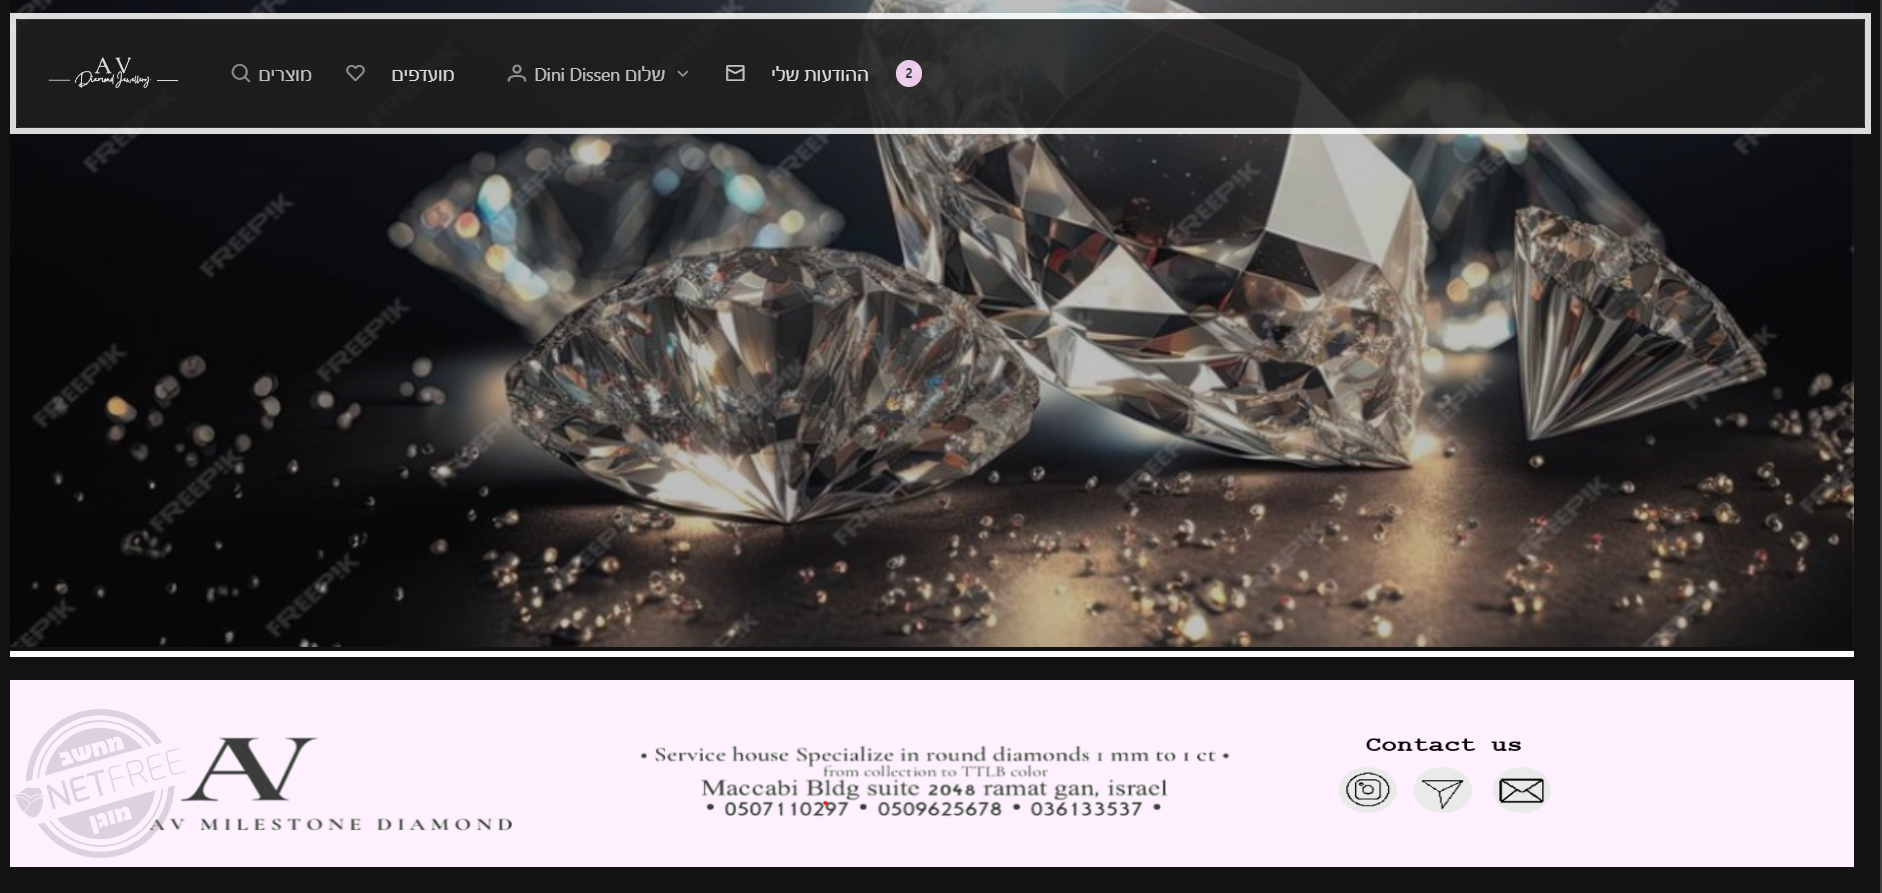 AV
Diamond Jewellery
מוצרים
מועדפים
שלום Dini Dissen
ההודעות שלי
2
FREEPIK
• Service house Specialize in round diamonds 1 mm to 1 ct •
from collection to TTLB color
Maccabi Bldg suite 2048 ramat gan, israel
• 0507110297 • 0509625678 • 036133537 •
AV
AV MILESTONE DIAMOND
Contact us
מחשב
NETFREE
מוגן